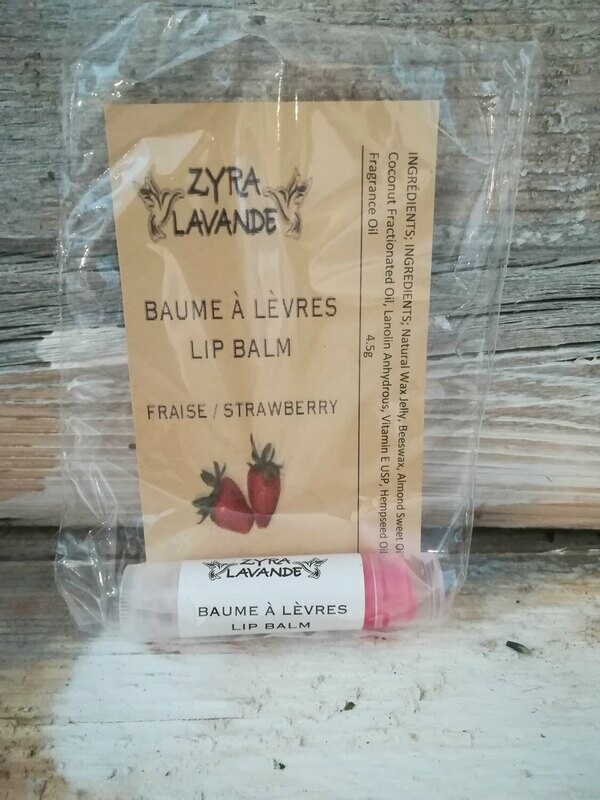 ZYRA
LAVANDE
BAUME À LÈVRES
LIP BALM
FRAISE / STRAWBERRY
INGRÉDIENTS; INGREDIENTS; Natural Wax Jelly, Beeswax, Almond Sweet
Coconut Fractionated Oil, Lanolin Anhydrous, Vitamin E USP, Hempseed Oil
Fragrance Oil
4.5g
ZYRA
LAVANDE
BAUME À LÈVRES
LIP BALM